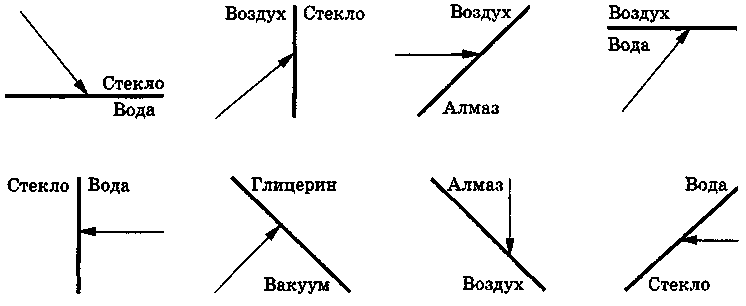 Стекло
Вода
Воздух Стекло
Воздух
Алмаз
Воздух
Вода
Стекло Вода
Глицерин
Вакуум
Алмаз
Воздух
Вода
Стекло